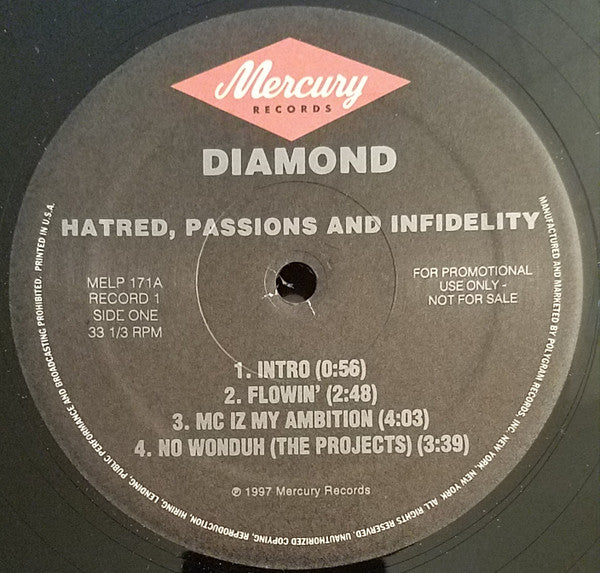 Mercury
RECORDS
DIAMOND
HATRED, PASSIONS AND INFIDELITY
MELP 171A
RECORD 1
SIDE ONE
33 1/3 RPM
FOR PROMOTIONAL
USE ONLY -
NOT FOR SALE
1. INTRO (0:56)
2. FLOWIN' (2:48)
3. MC IZ MY AMBITION (4:03)
4. NO WONDUH (THE PROJECTS) (3:39)
℗ 1997 Mercury Records
MANUFACTURED AND MARKETED BY POLYGRAM RECORDS, INC. NEW YORK, NEW YORK. ALL RIGHTS RESERVED. UNAUTHORIZED COPYING, REPRODUCTION, HIRING, LENDING, PUBLIC PERFORMANCE AND BROADCASTING PROHIBITED. PRINTED IN U.S.A.